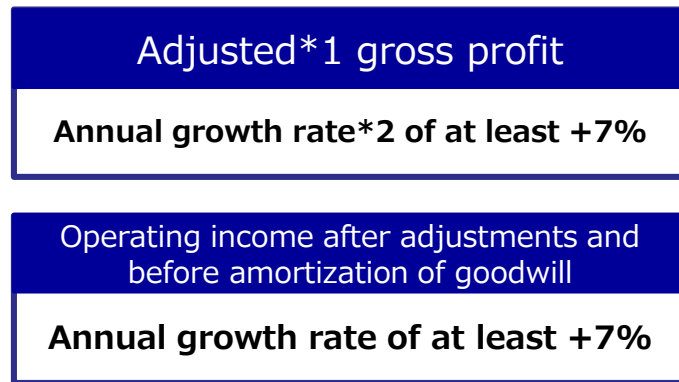 Adjusted*1 gross profit
Annual growth rate*2 of at least +7%
Operating income after adjustments and
before amortization of goodwill
Annual growth rate of at least +7%